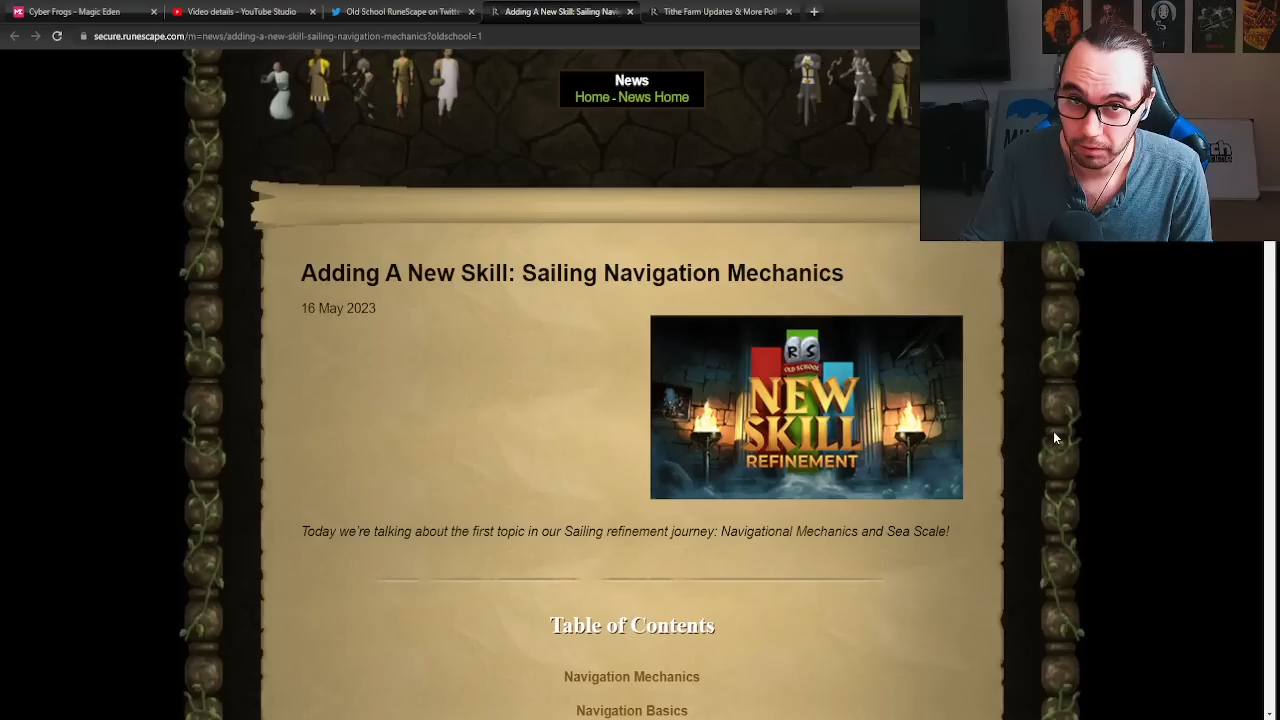 Cyber Frogs - Magic Eden
Video details - YouTube Studio
Old School RuneScape on Twitt
Adding A New Skill: Sailing Nav
Tithe Farm Updates & More Poll
secure.runescape.com/m=news/adding-a-new-skill-sailing-navigation-mechanics?oldschool=1
News
Home - News Home
Adding A New Skill: Sailing Navigation Mechanics
16 May 2023
RS
OLD SCHOOL
NEW
SKILL
REFINEMENT
Today we're talking about the first topic in our Sailing refinement journey: Navigational Mechanics and Sea Scale!
Table of Contents
Navigation Mechanics
Navigation Basics